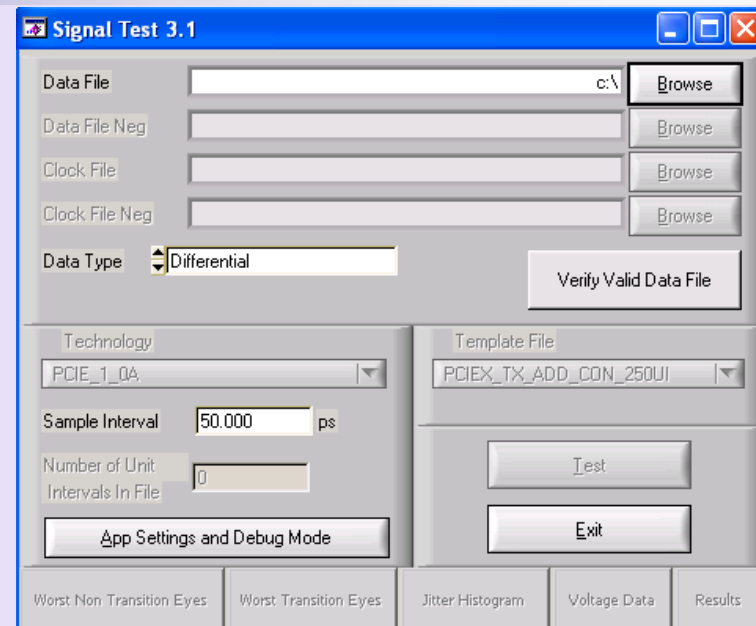 Signal Test 3.1
Data File c:\ Browse
Data File Neg Browse
Clock File Browse
Clock File Neg Browse
Data Type Differential
Verify Valid Data File
Technology
PCIE_1_0A
Template File
PCIEX_TX_ADD_CON_250UI
Sample Interval 50.000 ps
Number of Unit
Intervals In File
0
App Settings and Debug Mode
Test
Exit
Worst Non Transition Eyes Worst Transition Eyes Jitter Histogram Voltage Data Results